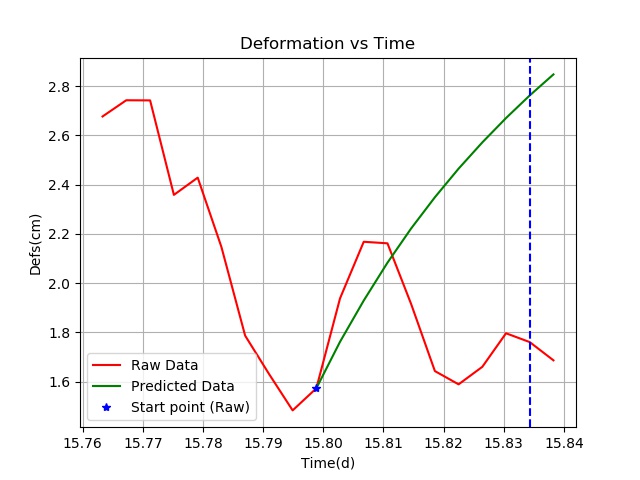 Deformation vs Time
Defs(cm)
2.8
2.6
2.4
2.2
2.0
1.8
1.6
Raw Data
Predicted Data
Start point (Raw)
15.76 15.77 15.78 15.79 15.80 15.81 15.82 15.83 15.84
Time(d)